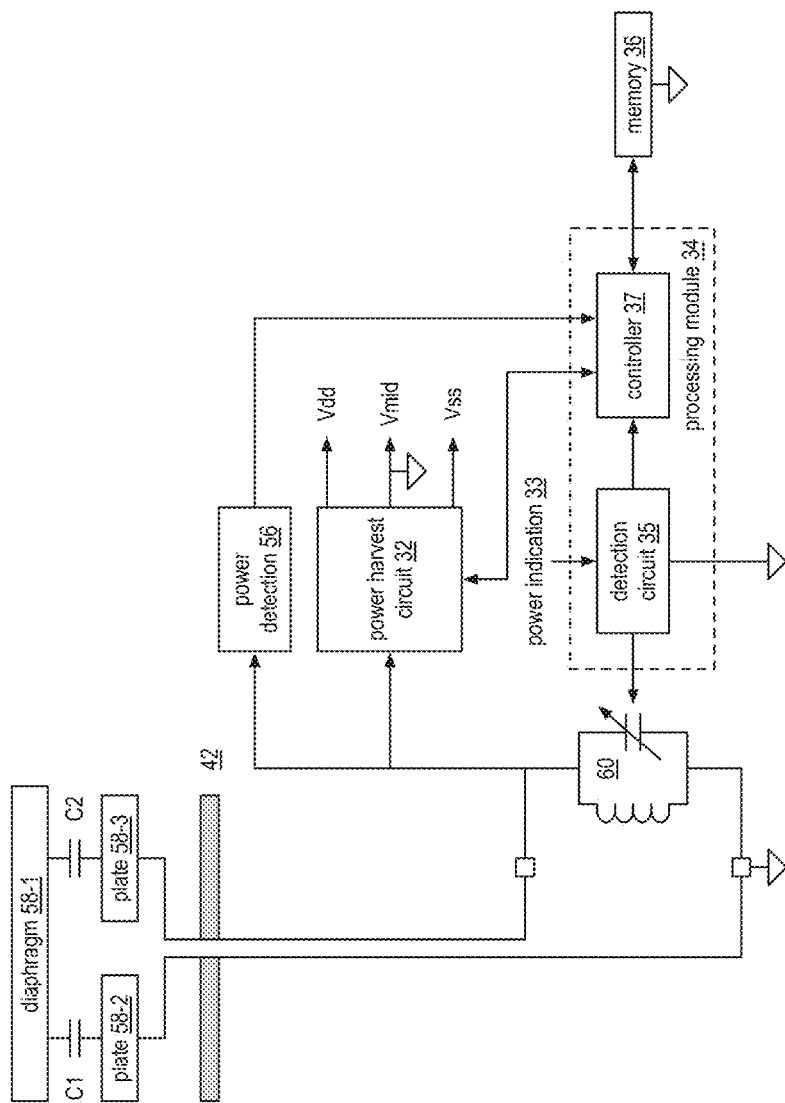 diaphragm 58-1
C1
C2
plate 58-2
plate 58-3
42
power
detection 56
power harvest
circuit 32
Vdd
Vmid
Vss
power indication 33
60
detection
circuit 35
controller 37
processing module 34
memory 36